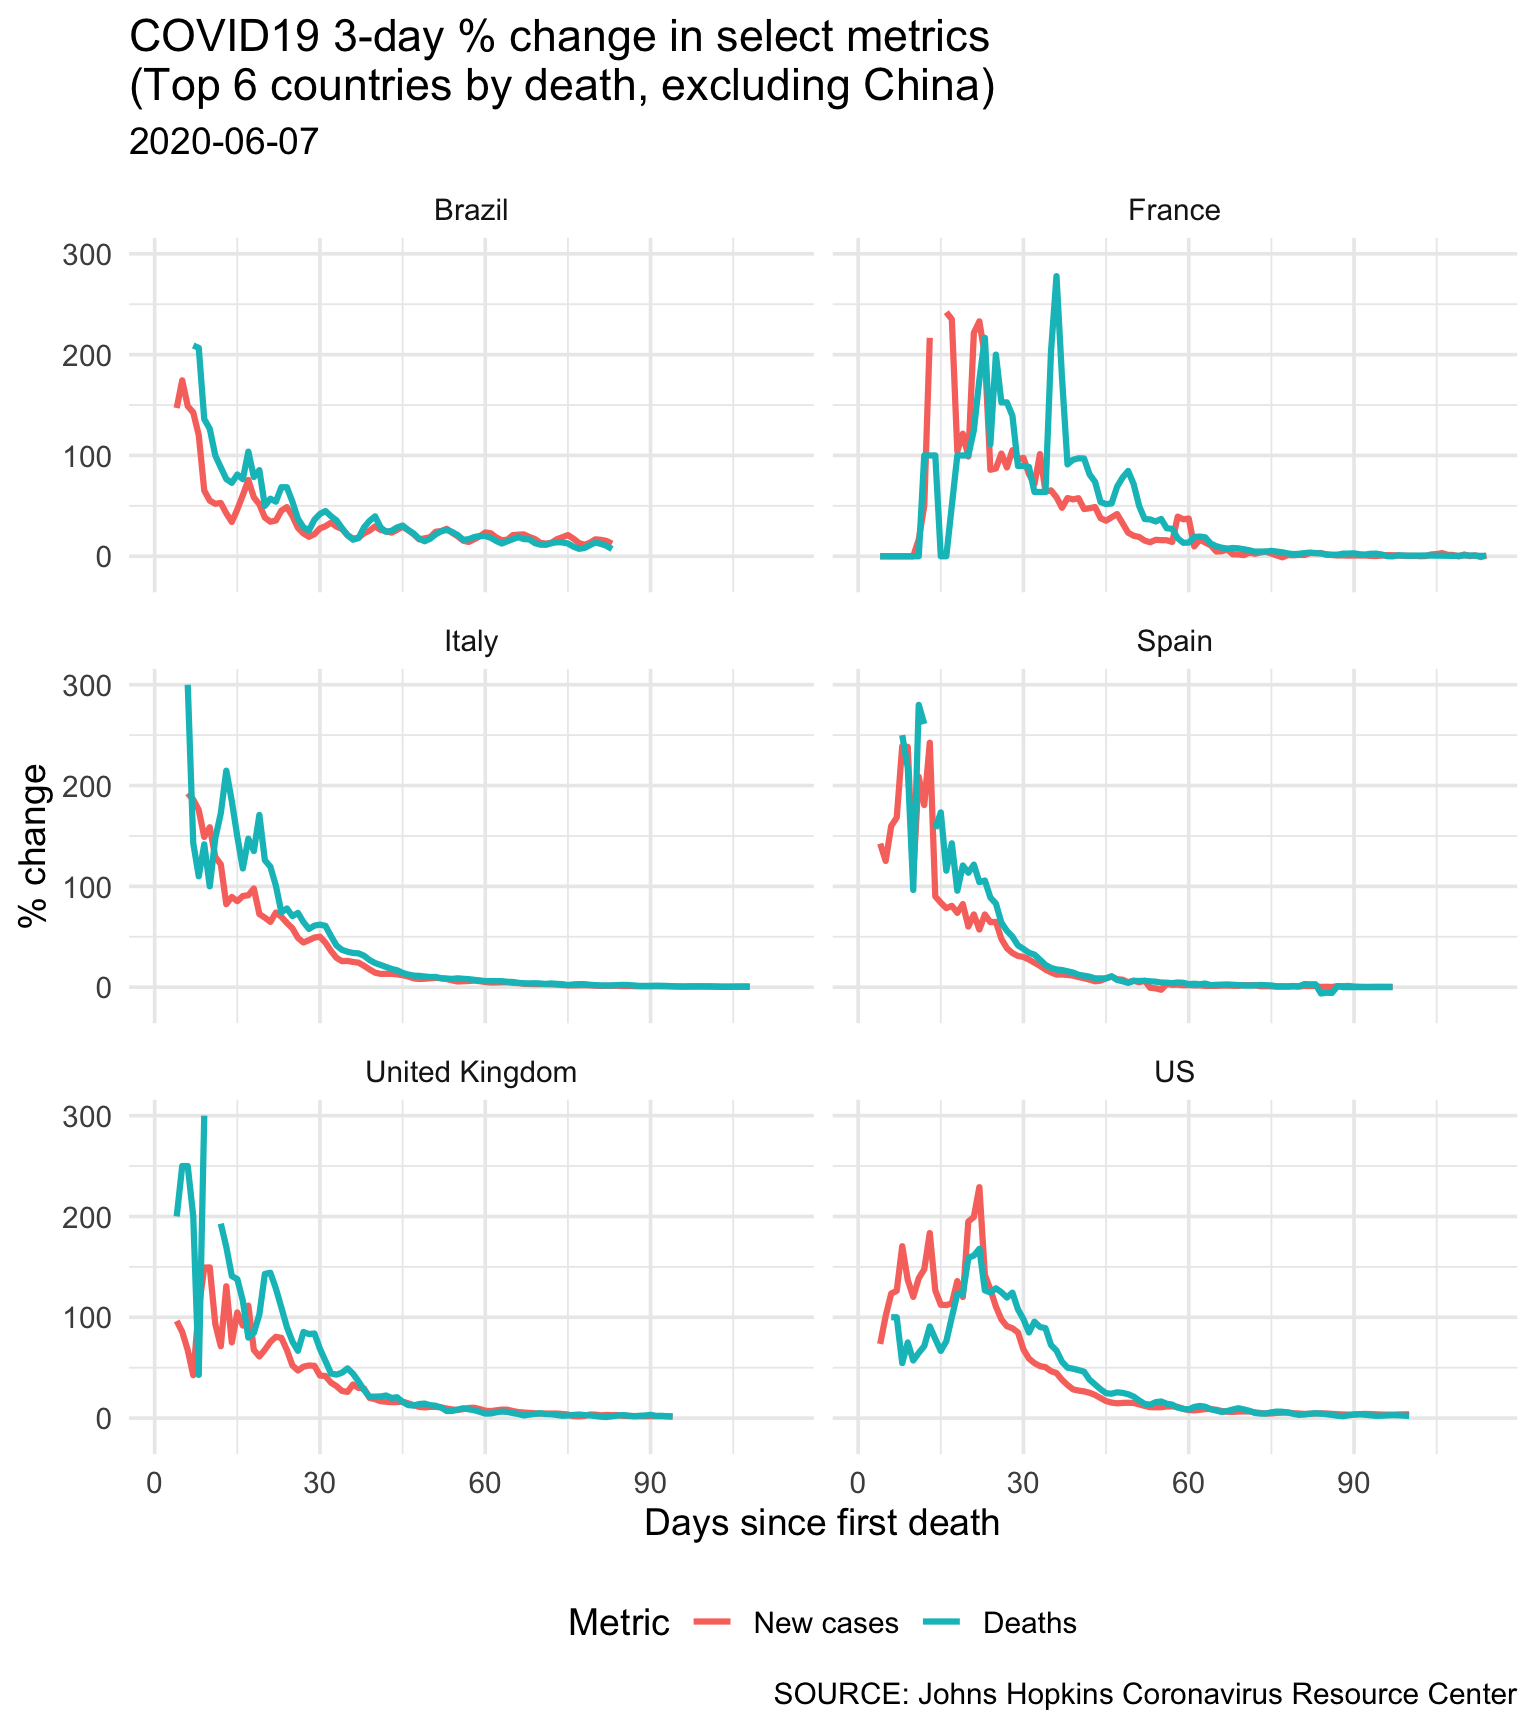 COVID19 3-day % change in select metrics
(Top 6 countries by death, excluding China)
2020-06-07
Brazil
France
300
200
100
0
Italy
Spain
300
200
100
0
% change
United Kingdom
US
300
200
100
0
0 30 60 90
0 30 60 90
Days since first death
Metric New cases Deaths
SOURCE: Johns Hopkins Coronavirus Resource Center